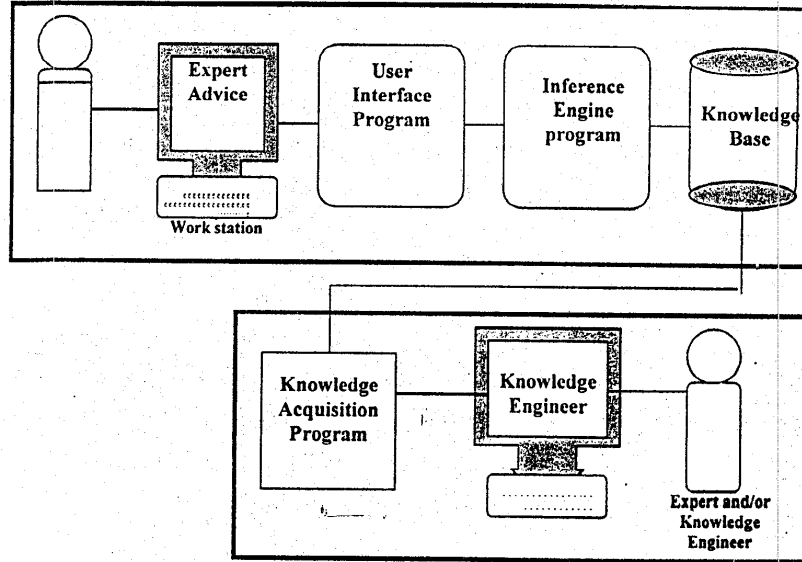 Expert
Advice
Work station
User
Interface
Program
Inference
Engine
program
Knowledge
Base
Knowledge
Acquisition
Program
Knowledge
Engineer
Expert and/or
Knowledge
Engineer